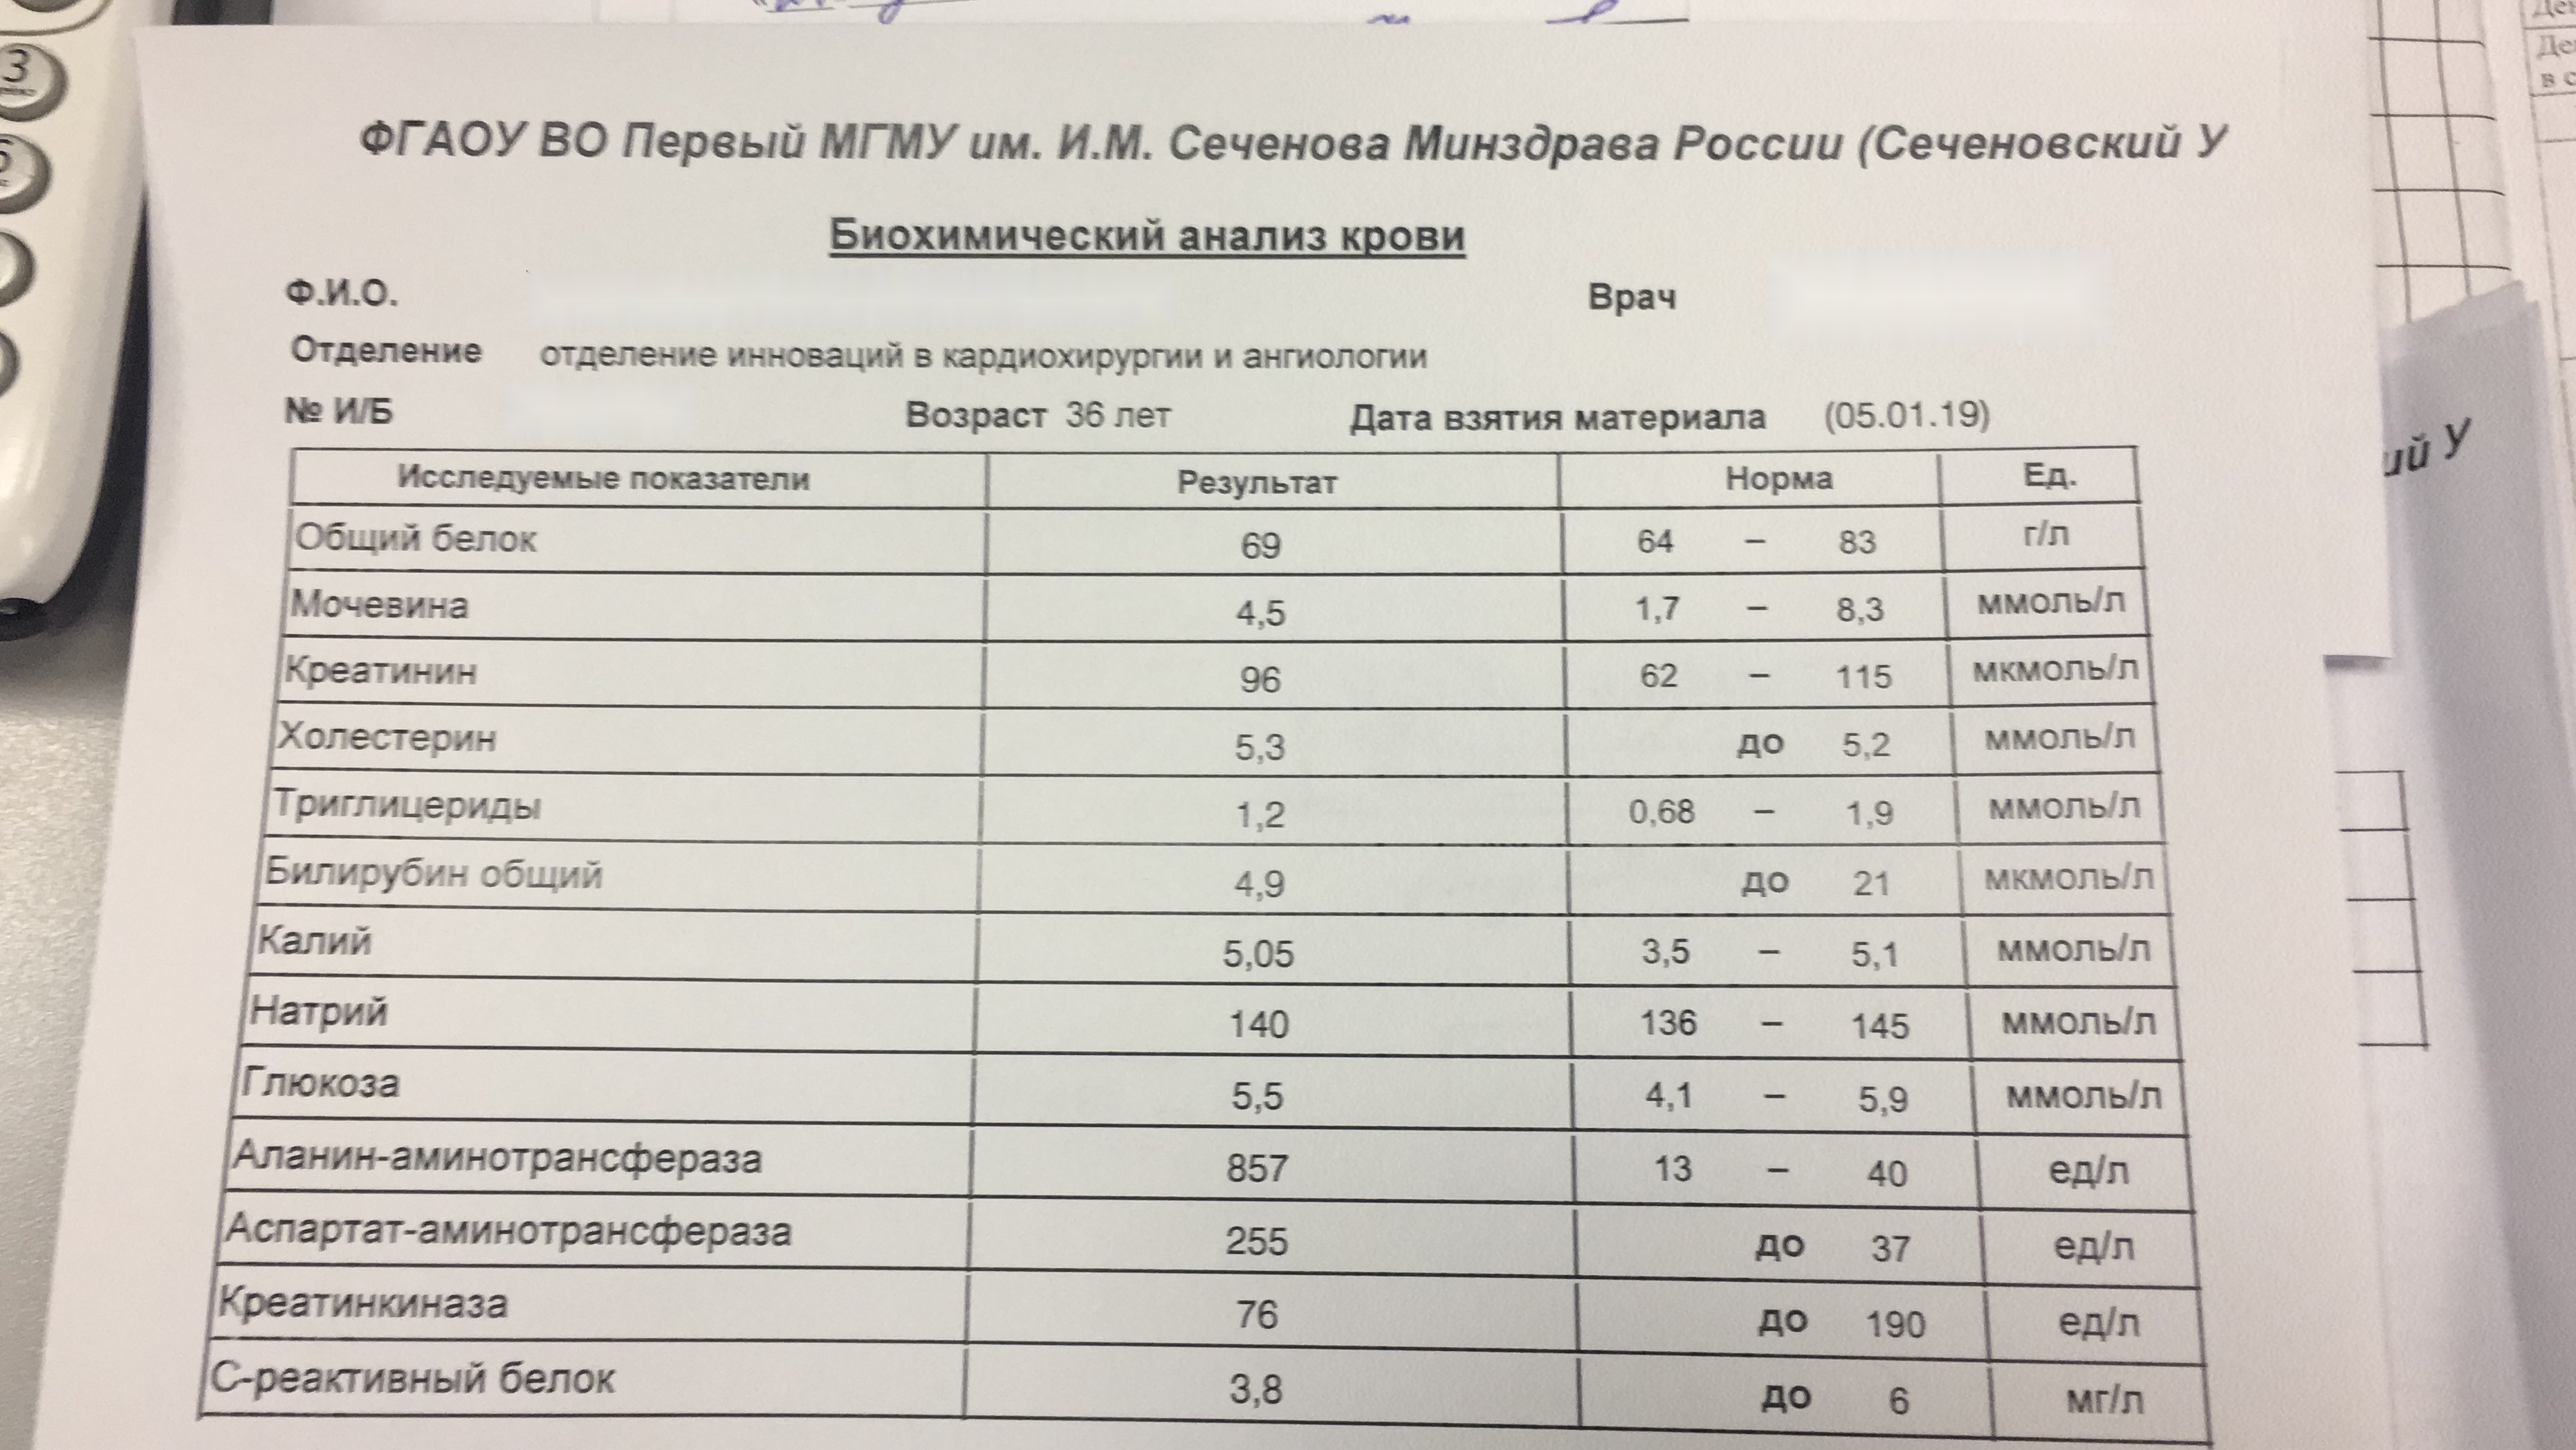 ФГАОУ ВО Первый МГМУ им. И.М. Сеченова Минздрава России (Сеченовский У
Биохимический анализ крови
Ф.И.О. Врач
Отделение отделение инноваций в кардиохирургии и ангиологии
№ И/Б Возраст 36 лет Дата взятия материала (05.01.19)
Исследуемые показатели Результат Норма Ед.
Общий белок 69 64 – 83 г/л
Мочевина 4,5 1,7 – 8,3 ммоль/л
Креатинин 96 62 – 115 мкмоль/л
Холестерин 5,3 до 5,2 ммоль/л
Триглицериды 1,2 0,68 – 1,9 ммоль/л
Билирубин общий 4,9 до 21 мкмоль/л
Калий 5,05 3,5 – 5,1 ммоль/л
Натрий 140 136 – 145 ммоль/л
Глюкоза 5,5 4,1 – 5,9 ммоль/л
Аланин-аминотрансфераза 857 13 – 40 ед/л
Аспартат-аминотрансфераза 255 до 37 ед/л
Креатинкиназа 76 до 190 ед/л
С-реактивный белок 3,8 до 6 мг/л
3
ий У